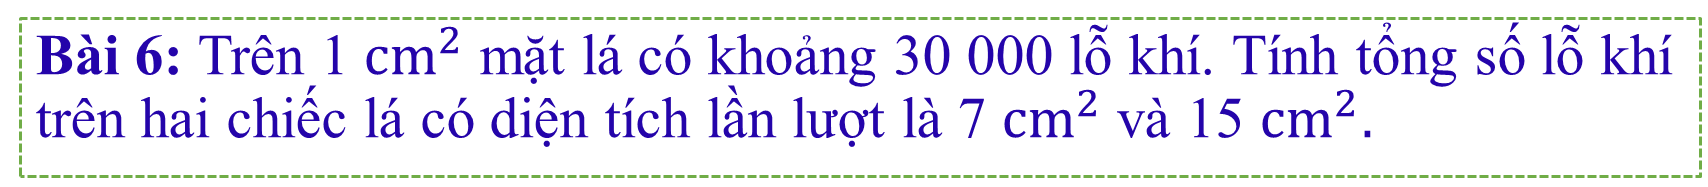 Bài 6: Trên 1 cm² mặt lá có khoảng 30 000 lỗ khí. Tính tổng số lỗ khí
trên hai chiếc lá có diện tích lần lượt là 7 cm² và 15 cm².